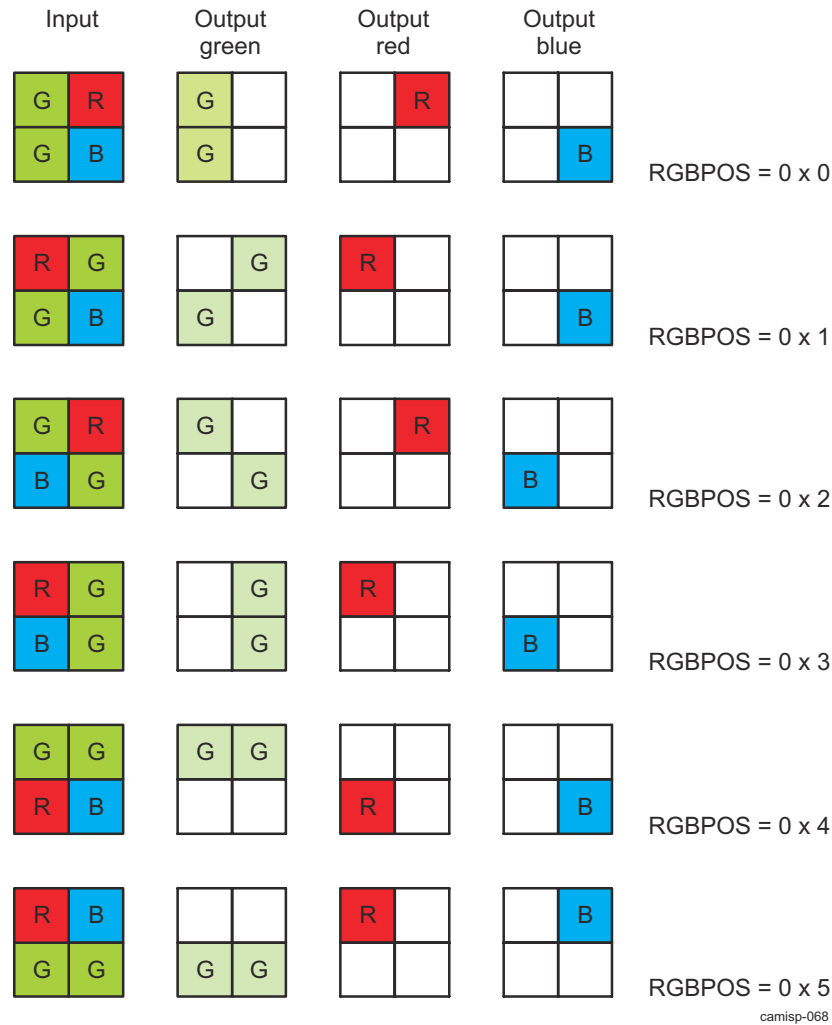 Input Output green Output red Output blue
G R G R
G B G B
RGBPOS = 0 x 0
R G G R
G B G B
RGBPOS = 0 x 1
G R G R
B G G B
RGBPOS = 0 x 2
R G G R
B G G B
RGBPOS = 0 x 3
G G G G
R B R B
RGBPOS = 0 x 4
R B R B
G G G G
RGBPOS = 0 x 5
camisp-068